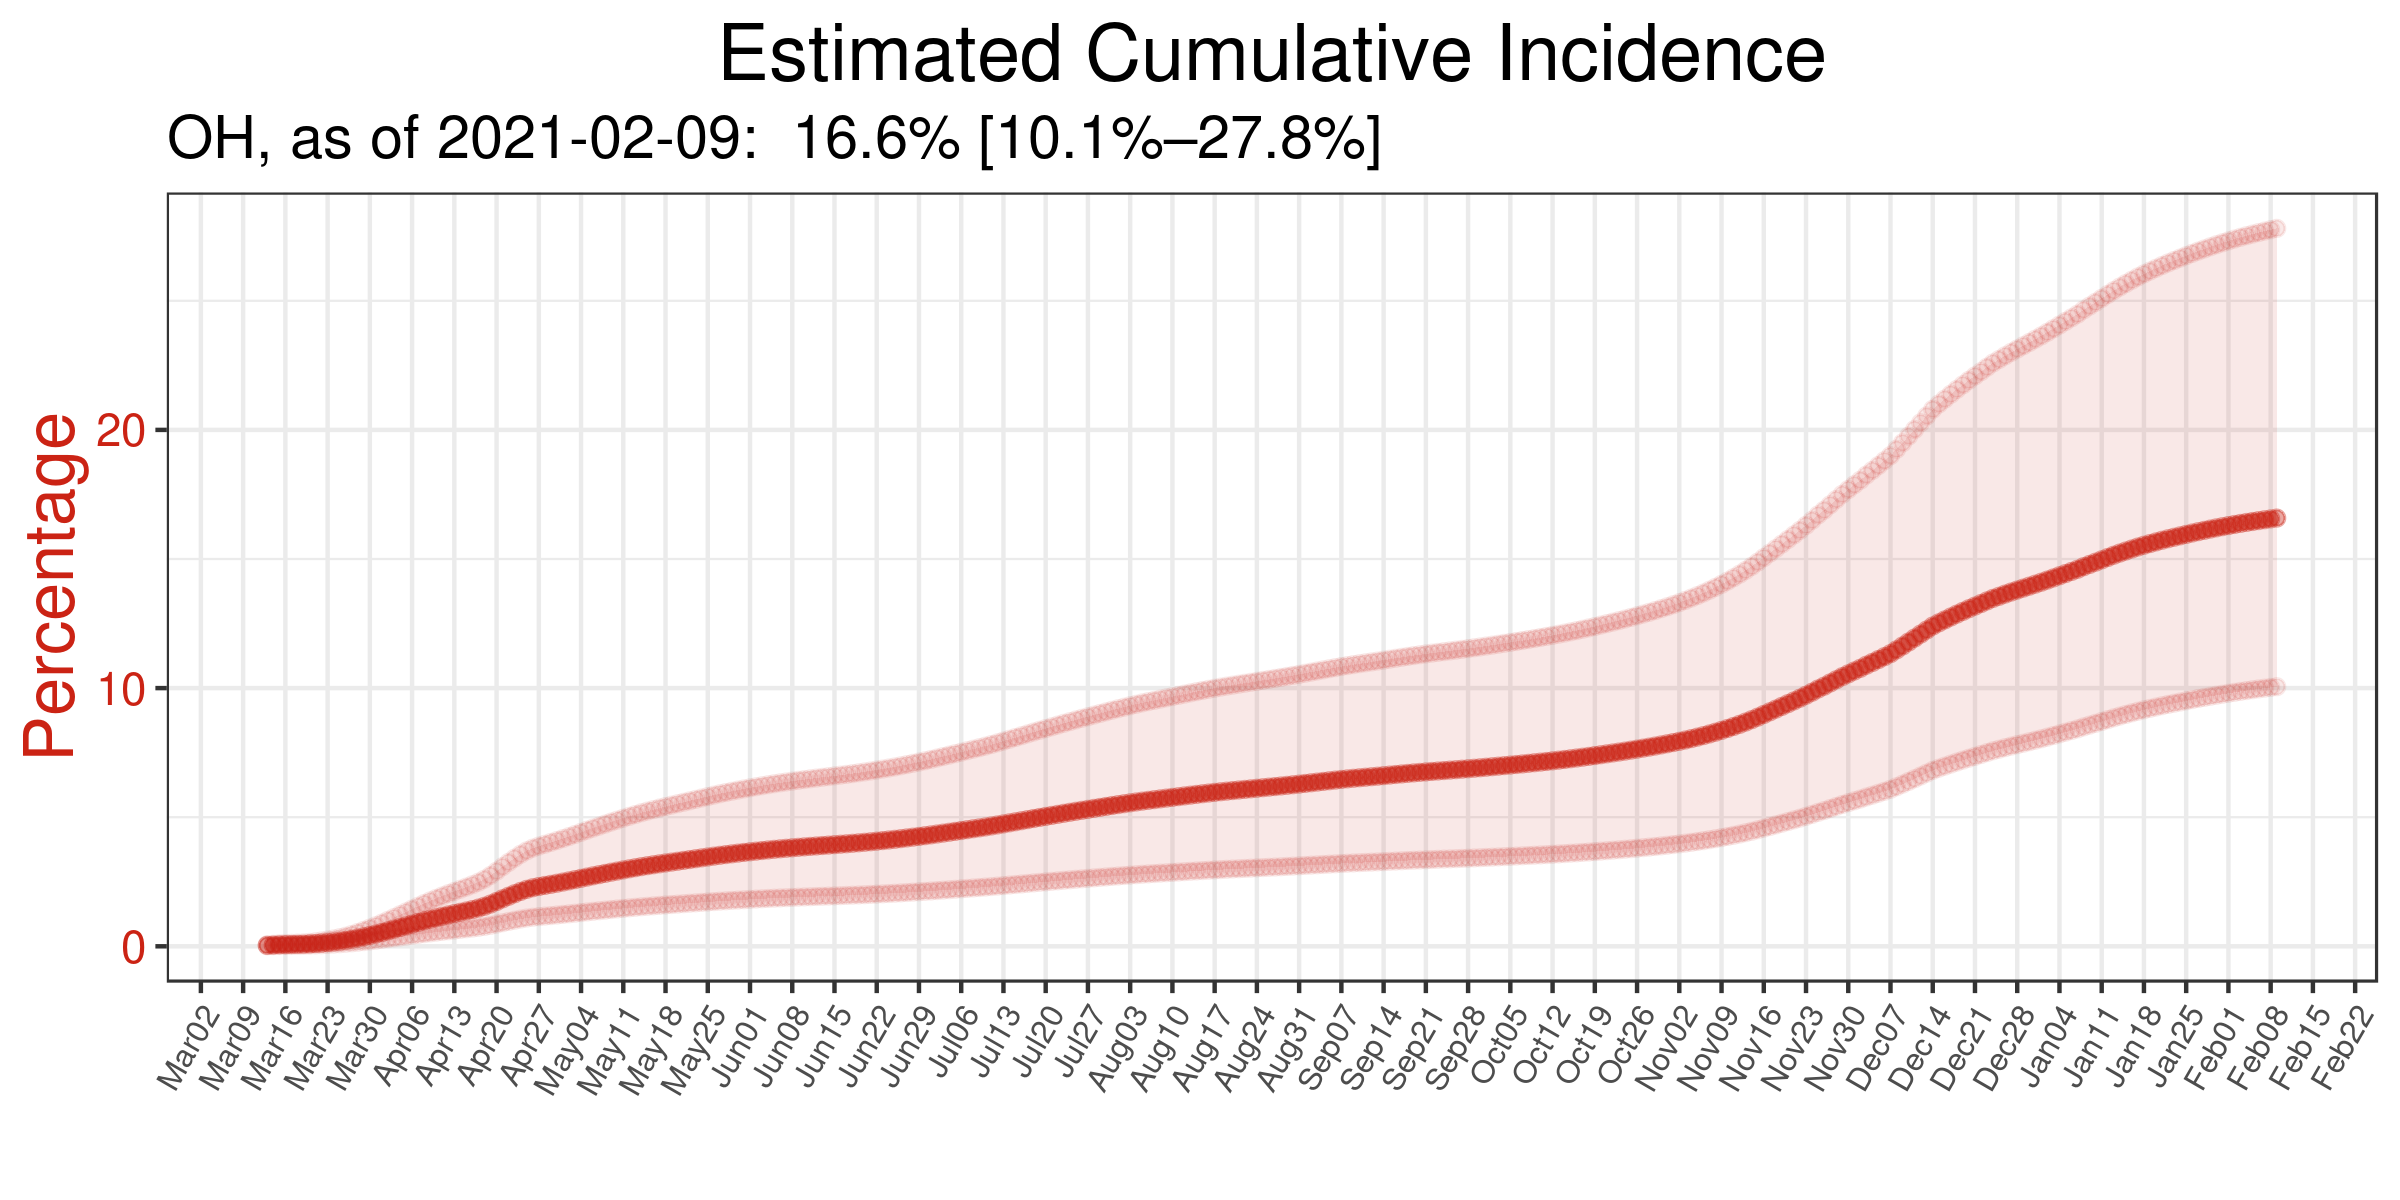 Estimated Cumulative Incidence
OH, as of 2021-02-09:  16.6% [10.1%–27.8%]
Percentage
20
10
0
Mar02
Mar09
Mar16
Mar23
Mar30
Apr06
Apr13
Apr20
Apr27
May04
May11
May18
May25
Jun01
Jun08
Jun15
Jun22
Jun29
Jul06
Jul13
Jul20
Jul27
Aug03
Aug10
Aug17
Aug24
Aug31
Sep07
Sep14
Sep21
Sep28
Oct05
Oct12
Oct19
Oct26
Nov02
Nov09
Nov16
Nov23
Nov30
Dec07
Dec14
Dec21
Dec28
Jan04
Jan11
Jan18
Jan25
Feb01
Feb08
Feb15
Feb22